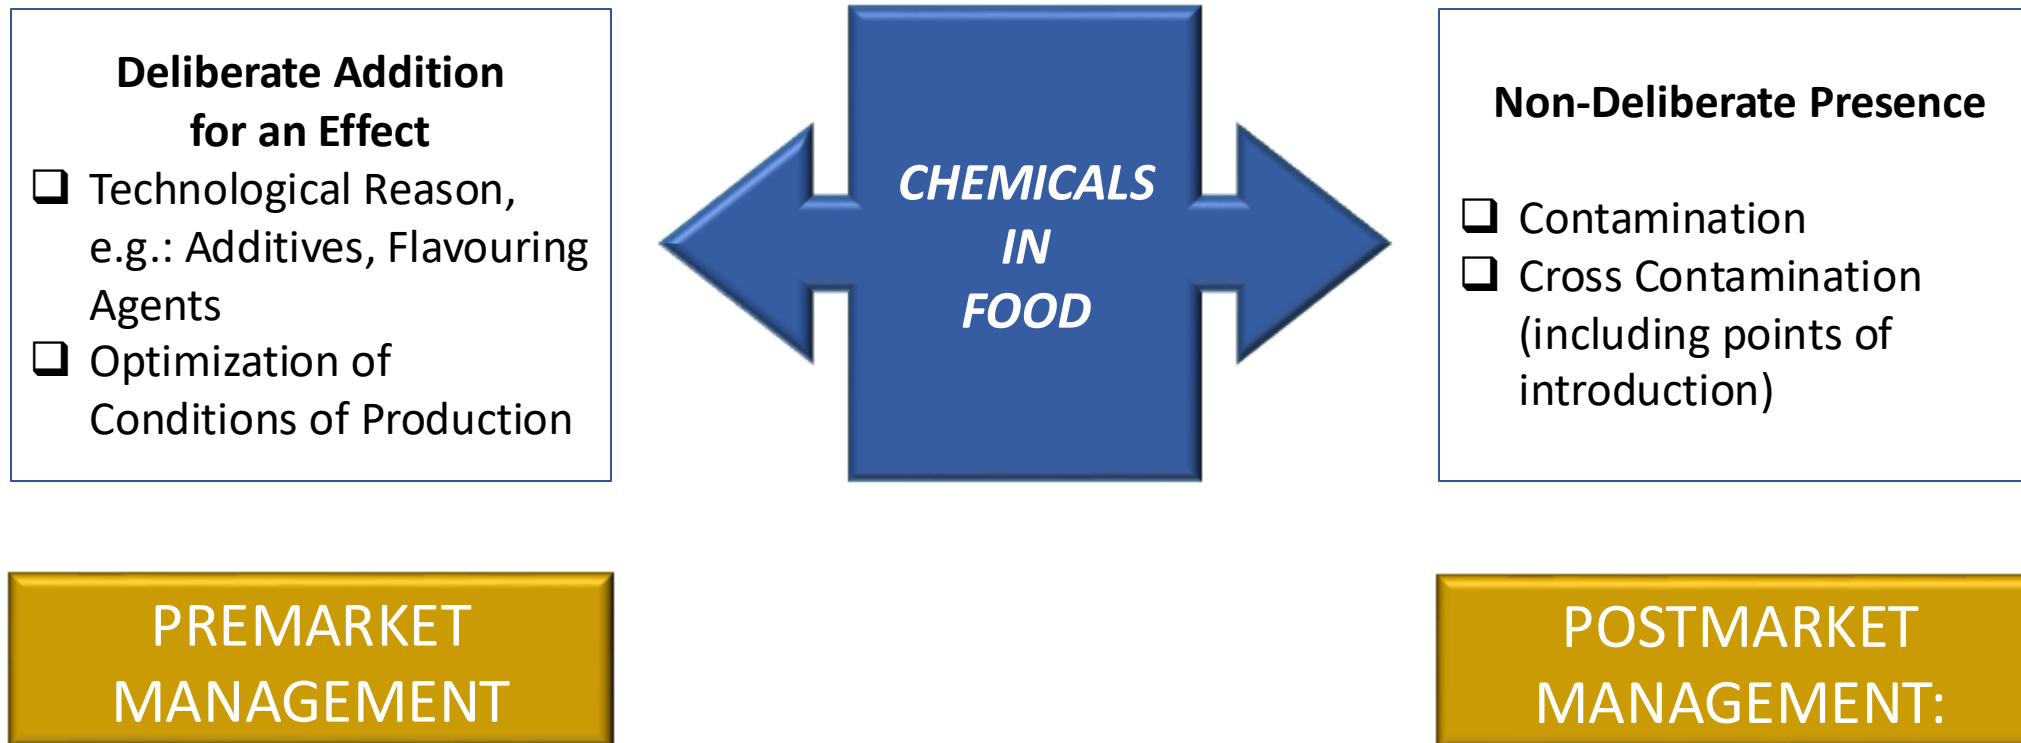 Deliberate Addition
for an Effect
❑ Technological Reason,
e.g.: Additives, Flavouring
Agents
❑ Optimization of
Conditions of Production
CHEMICALS
IN
FOOD
Non-Deliberate Presence
❑ Contamination
❑ Cross Contamination
(including points of
introduction)
PREMARKET
MANAGEMENT
POSTMARKET
MANAGEMENT: